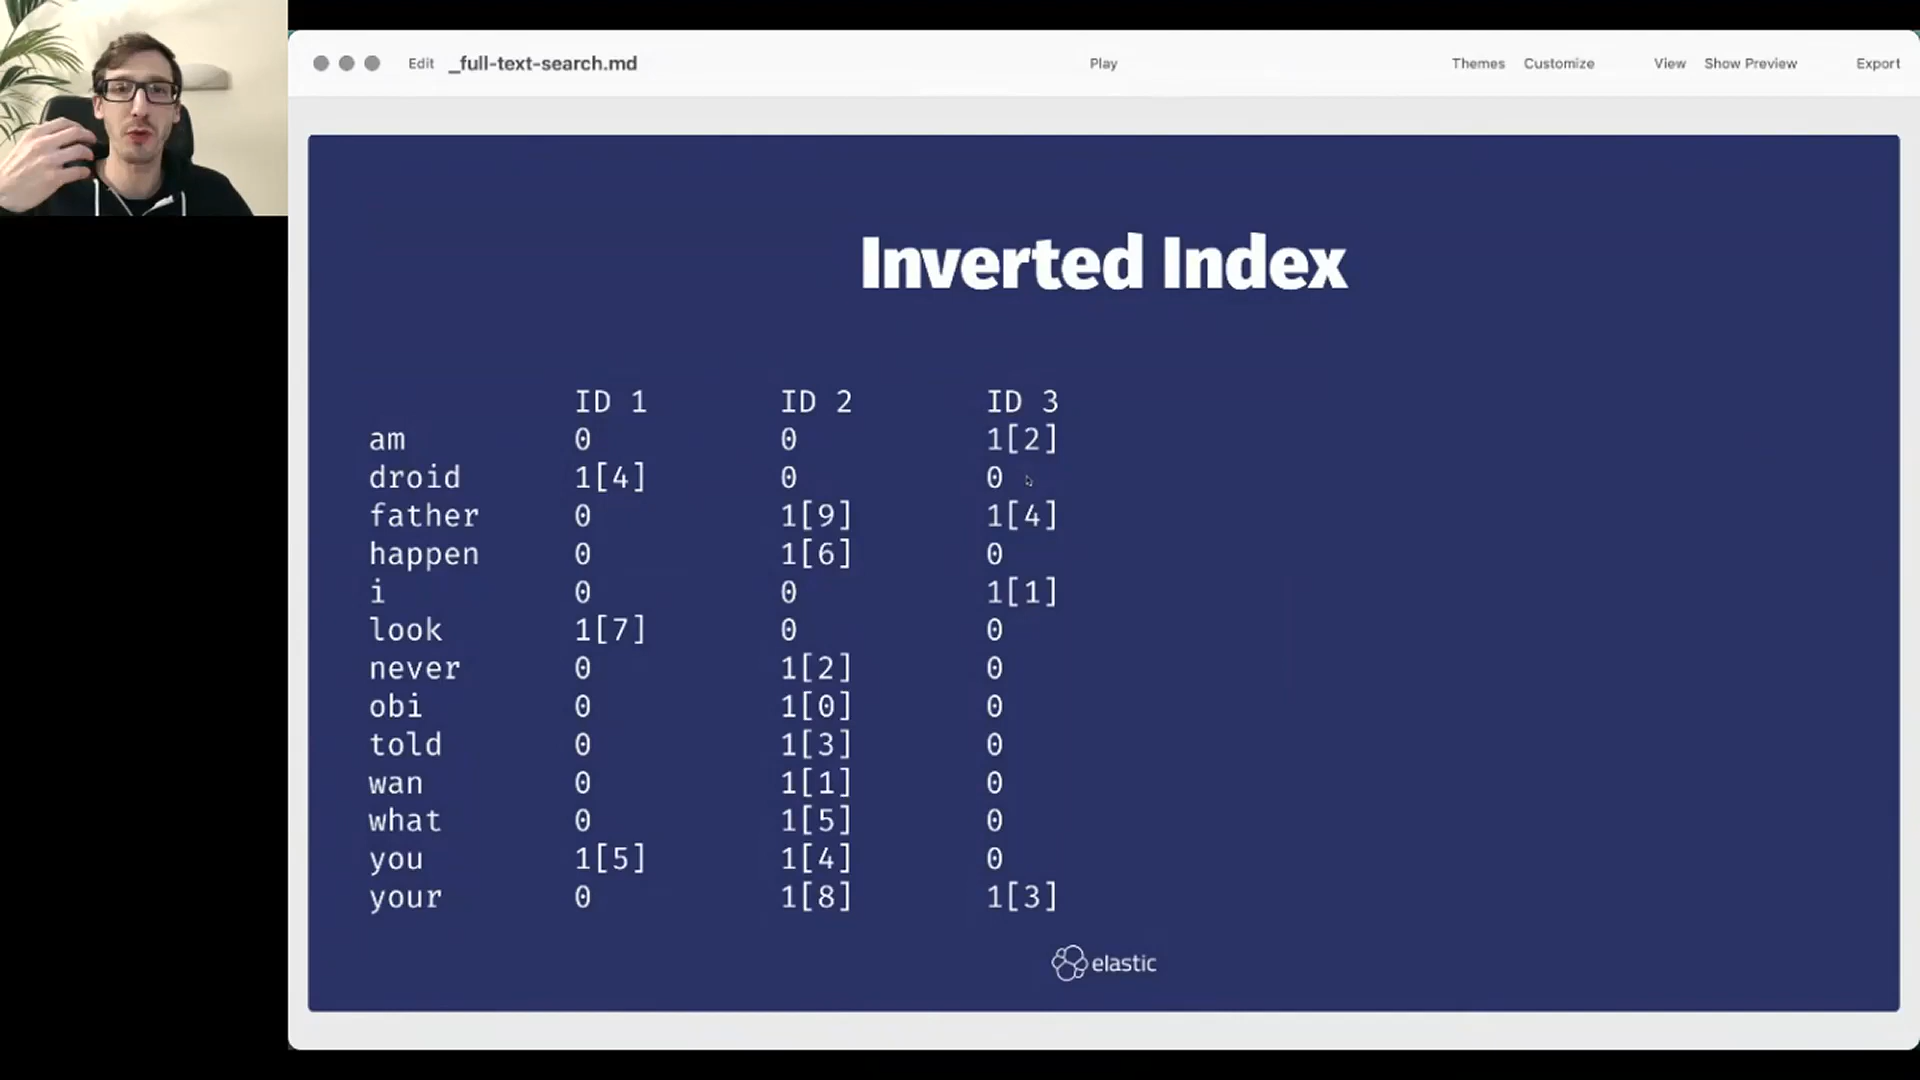 Edit _full-text-search.md Play Themes Customize View Show Preview Export
Inverted Index
ID 1 ID 2 ID 3
am 0 0 1[2]
droid 1[4] 0 0
father 0 1[9] 1[4]
happen 0 1[6] 0
i 0 0 1[1]
look 1[7] 0 0
never 0 1[2] 0
obi 0 1[0] 0
told 0 1[3] 0
wan 0 1[1] 0
what 0 1[5] 0
you 1[5] 1[4] 0
your 0 1[8] 1[3]
elastic